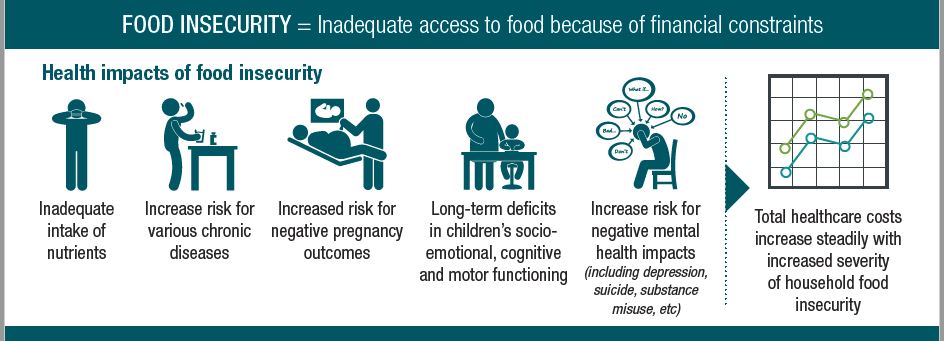 FOOD INSECURITY = Inadequate access to food because of financial constraints
Health impacts of food insecurity
Inadequate
intake of
nutrients
Increase risk for
various chronic
diseases
Increased risk for
negative pregnancy
outcomes
Long-term deficits
in children's socio-
emotional, cognitive
and motor functioning
What if...
Can't
How?
No
Bad...
Don't
Increase risk for
negative mental
health impacts
(including depression,
suicide, substance
misuse, etc)
Total healthcare costs
increase steadily with
increased severity
of household food
insecurity